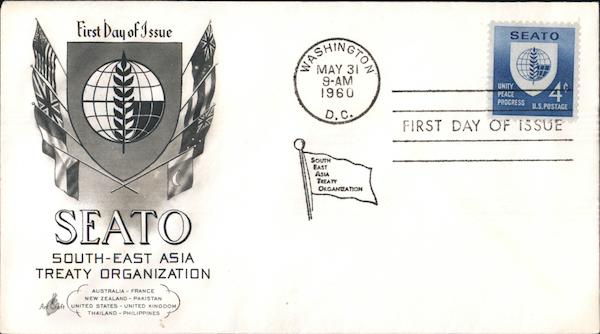 First Day of Issue
SEATO
SOUTH-EAST ASIA
TREATY ORGANIZATION
AUSTRALIA - FRANCE
NEW ZEALAND - PAKISTAN
UNITED STATES - UNITED KINGDOM
THAILAND - PHILIPPINES
Art Craft
WASHINGTON
MAY 31
9-AM
1960
D.C.
SOUTH
EAST
ASIA
TREATY
ORGANIZATION
SEATO
UNITY
PEACE
PROGRESS
4¢
U.S. POSTAGE
FIRST DAY OF ISSUE